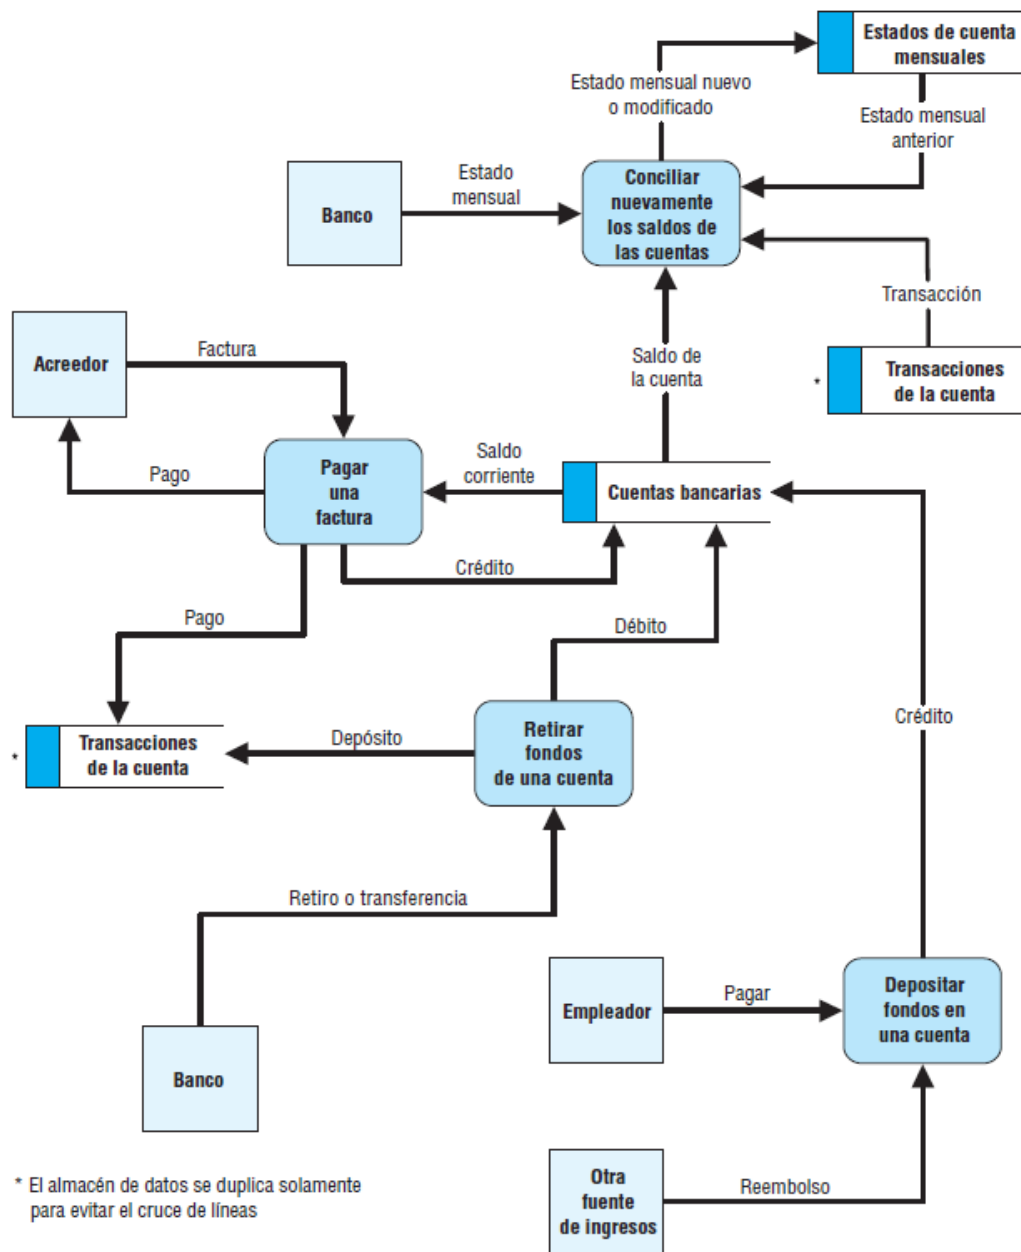 Estados de cuenta
mensuales
Estado mensual nuevo
o modificado
Estado mensual
anterior
Banco
Estado
mensual
Conciliar
nuevamente
los saldos de
las cuentas
Transacción
Acreedor
Factura
Saldo de
la cuenta
* Transacciones
de la cuenta
Pago
Pagar
una
factura
Saldo
corriente
Cuentas bancarias
Crédito
Pago
Débito
Crédito
* Transacciones
de la cuenta
Depósito
Retirar
fondos
de una cuenta
Retiro o transferencia
Empleador
Pagar
Depositar
fondos en
una cuenta
Banco
Otra
fuente
de ingresos
Reembolso
* El almacén de datos se duplica solamente
para evitar el cruce de líneas